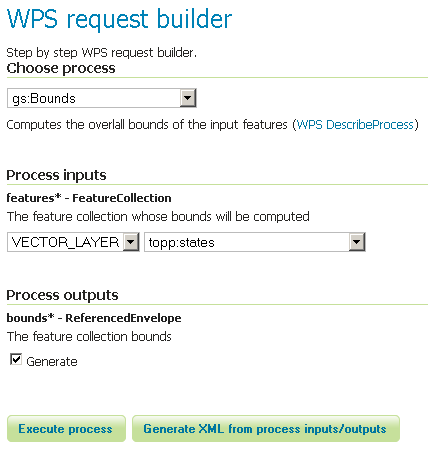 WPS request builder
Step by step WPS request builder.
Choose process
gs:Bounds
Computes the overlall bounds of the input features (WPS DescribeProcess)
Process inputs
features* - FeatureCollection
The feature collection whose bounds will be computed
VECTOR_LAYER topp:states
Process outputs
bounds* - ReferencedEnvelope
The feature collection bounds
Generate
Execute process Generate XML from process inputs/outputs